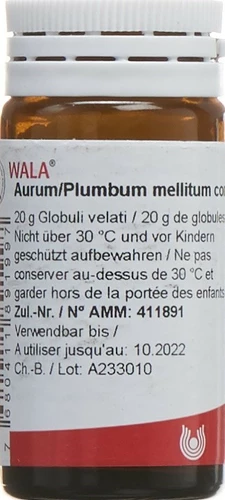 WALA®
Aurum/Plumbum mellitum
20 g Globuli velati / 20 g de globules
Nicht über 30 °C und vor Kindern
geschützt aufbewahren / Ne pas
conserver au-dessus de 30 °C et
garder hors de la portée des enfants
Zul.-Nr. / N° AMM: 411891
Verwendbar bis /
A utiliser jusqu'au: 10.2022
Ch.-B. / Lot: A233010